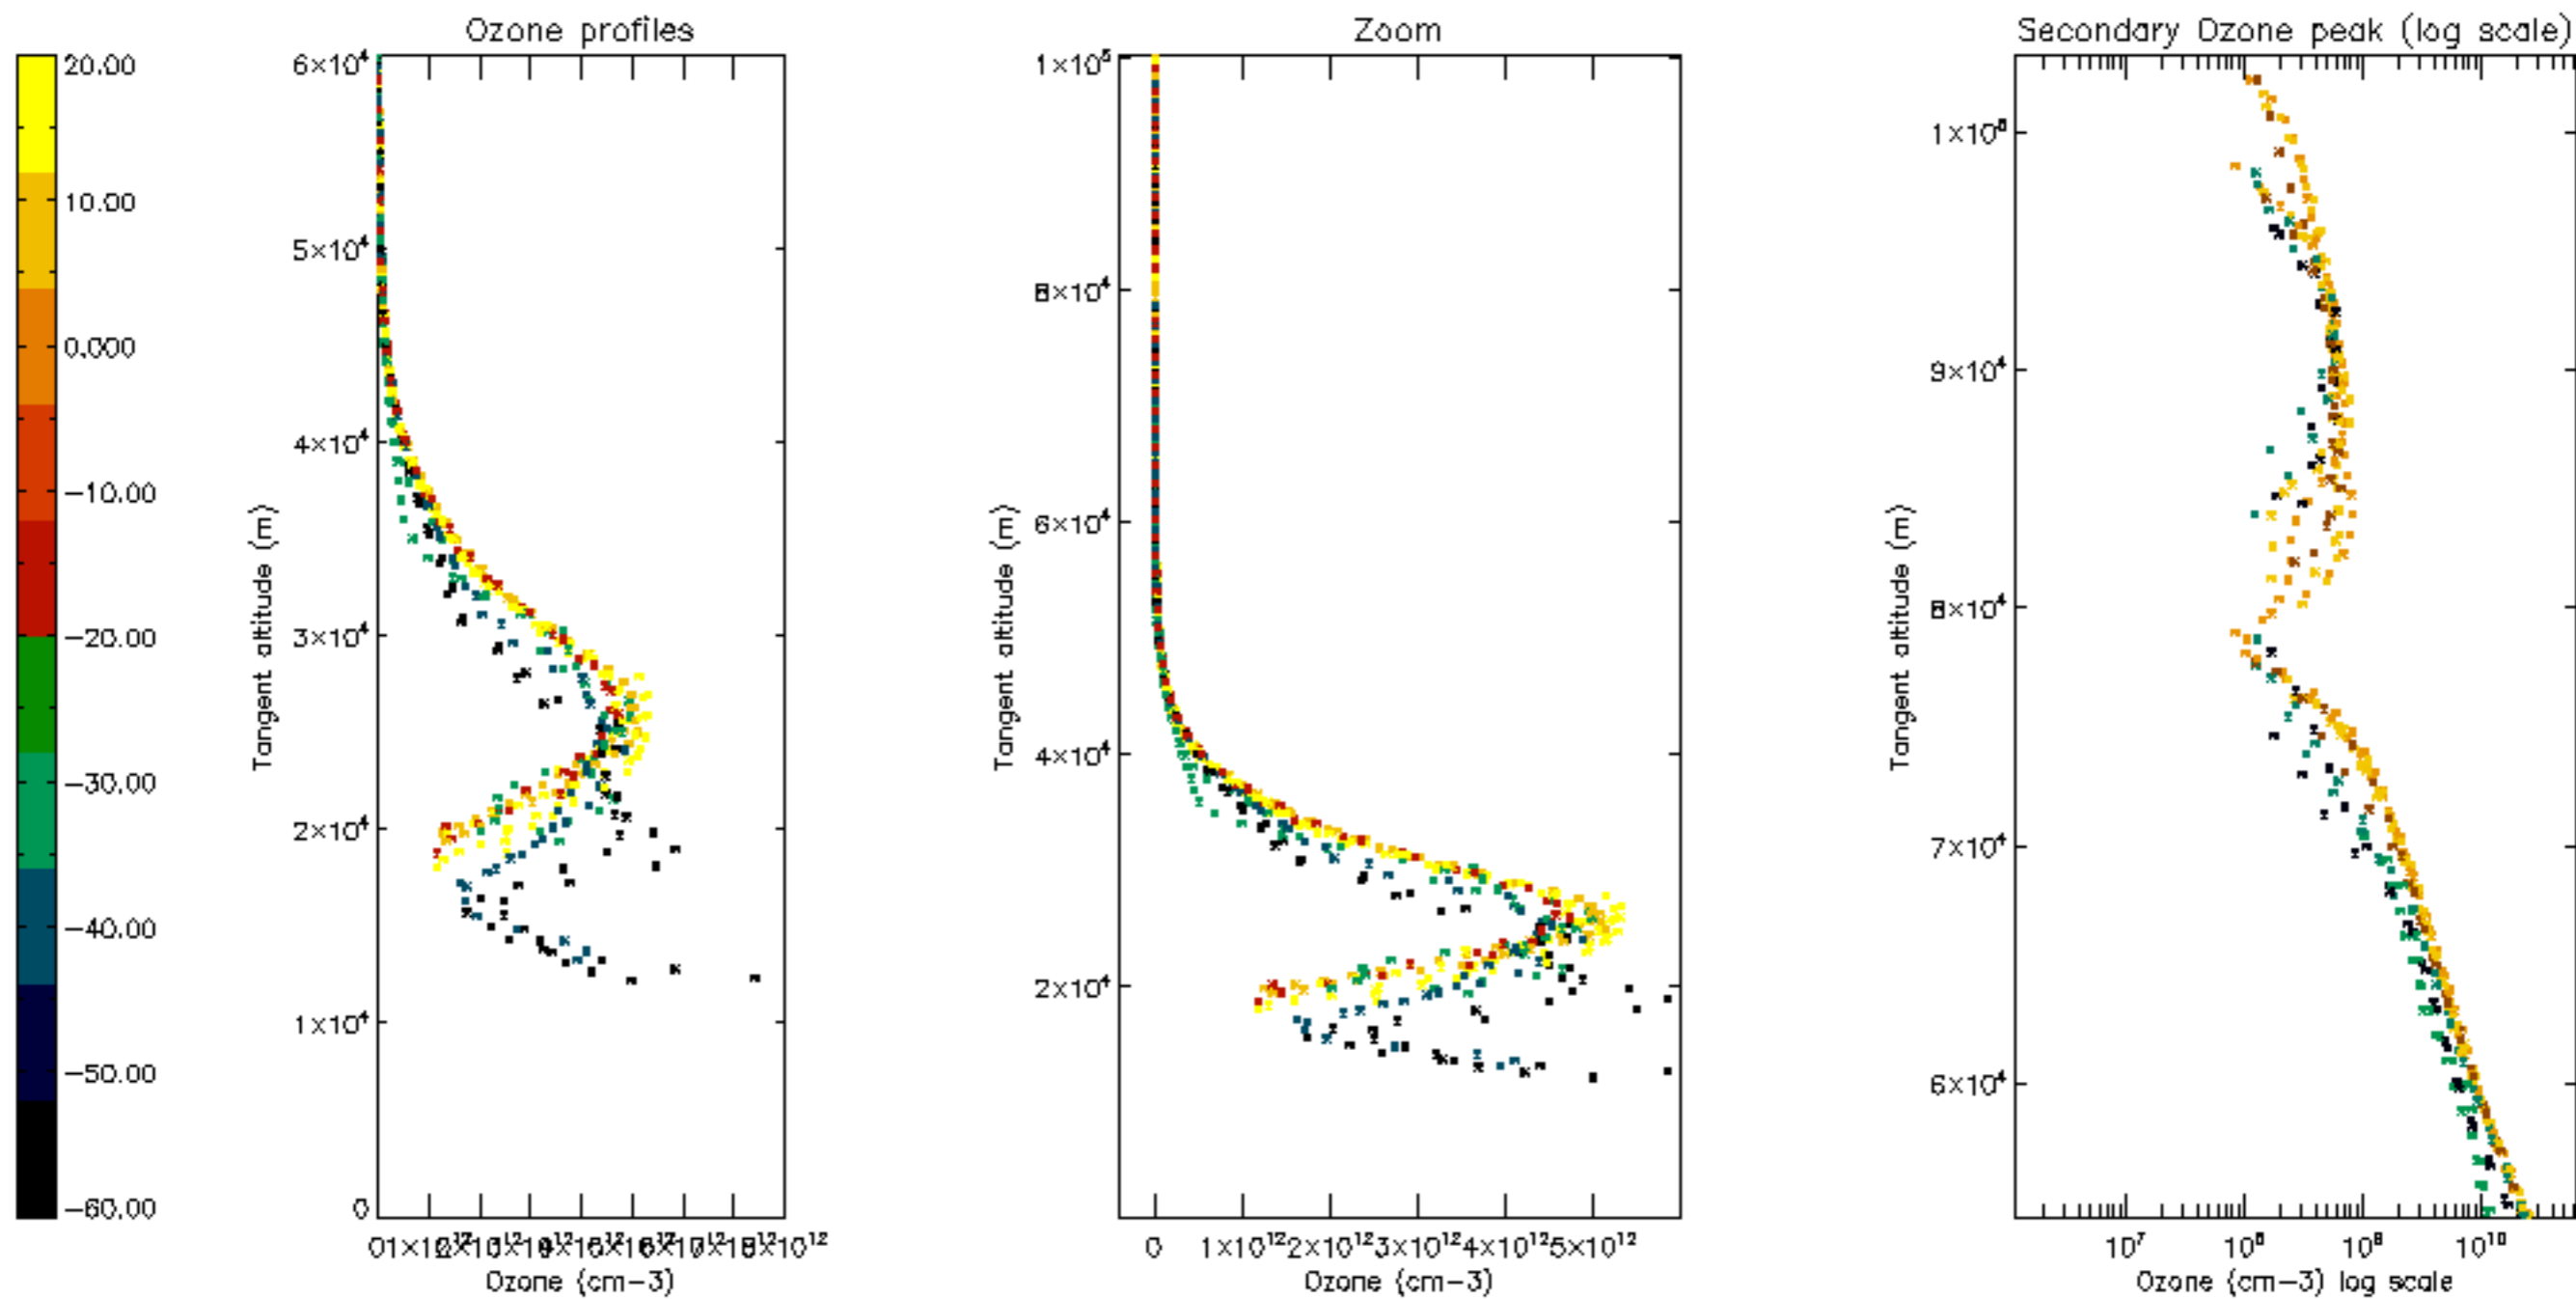 Ozone profiles
Zoom
Secondary Ozone peak (log scale)
20.00
10.00
0.000
-10.00
-20.00
-30.00
-40.00
-50.00
-60.00
6×10⁴
5×10⁴
4×10⁴
3×10⁴
2×10⁴
1×10⁴
0
Tangent altitude (m)
Ozone (cm-3)
1×10⁵
8×10⁴
6×10⁴
4×10⁴
2×10⁴
Tangent altitude (m)
0 1×10¹² 2×10¹² 3×10¹² 4×10¹² 5×10¹²
Ozone (cm-3)
9×10⁴
8×10⁴
7×10⁴
6×10⁴
Tangent altitude (m)
10⁷ 10⁸ 10⁹ 10¹⁰
Ozone (cm-3) log scale